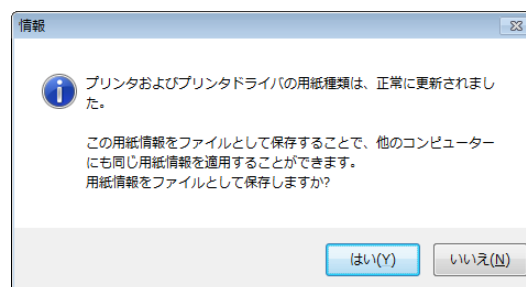 情報
プリンタおよびプリンタドライバの用紙種類は、正常に更新されまし
た。
この用紙情報をファイルとして保存することで、他のコンピューター
にも同じ用紙情報を適用することができます。
用紙情報をファイルとして保存しますか?
はい(Y) いいえ(N)